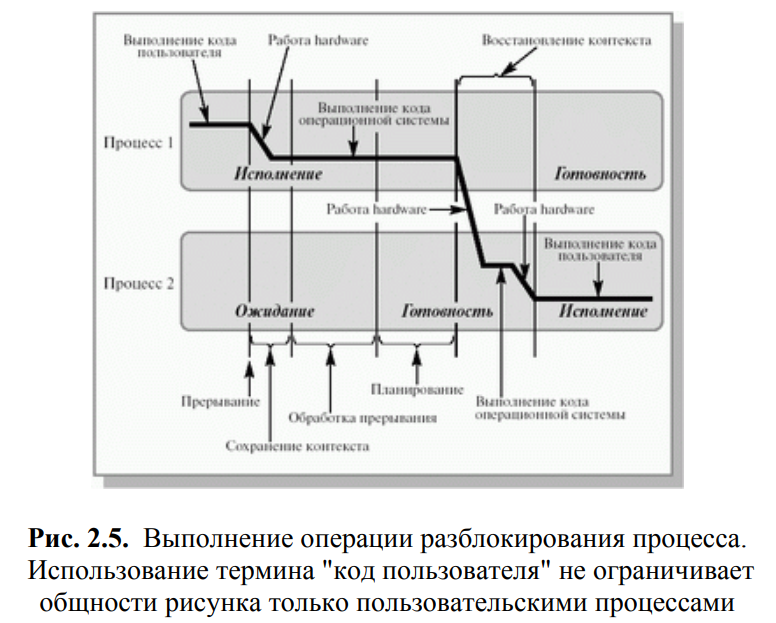 Выполнение кода
пользователя
Работа hardware
Восстановление контекста
Процесс 1
Выполнение кода
операционной системы
Исполнение
Готовность
Работа hardware
Работа hardware
Процесс 2
Выполнение кода
пользователя
Ожидание
Готовность
Исполнение
Прерывание
Планирование
Выполнение кода
операционной системы
Обработка прерывания
Сохранение контекста
Рис. 2.5. Выполнение операции разблокирования процесса.
Использование термина "код пользователя" не ограничивает
общности рисунка только пользовательскими процессами